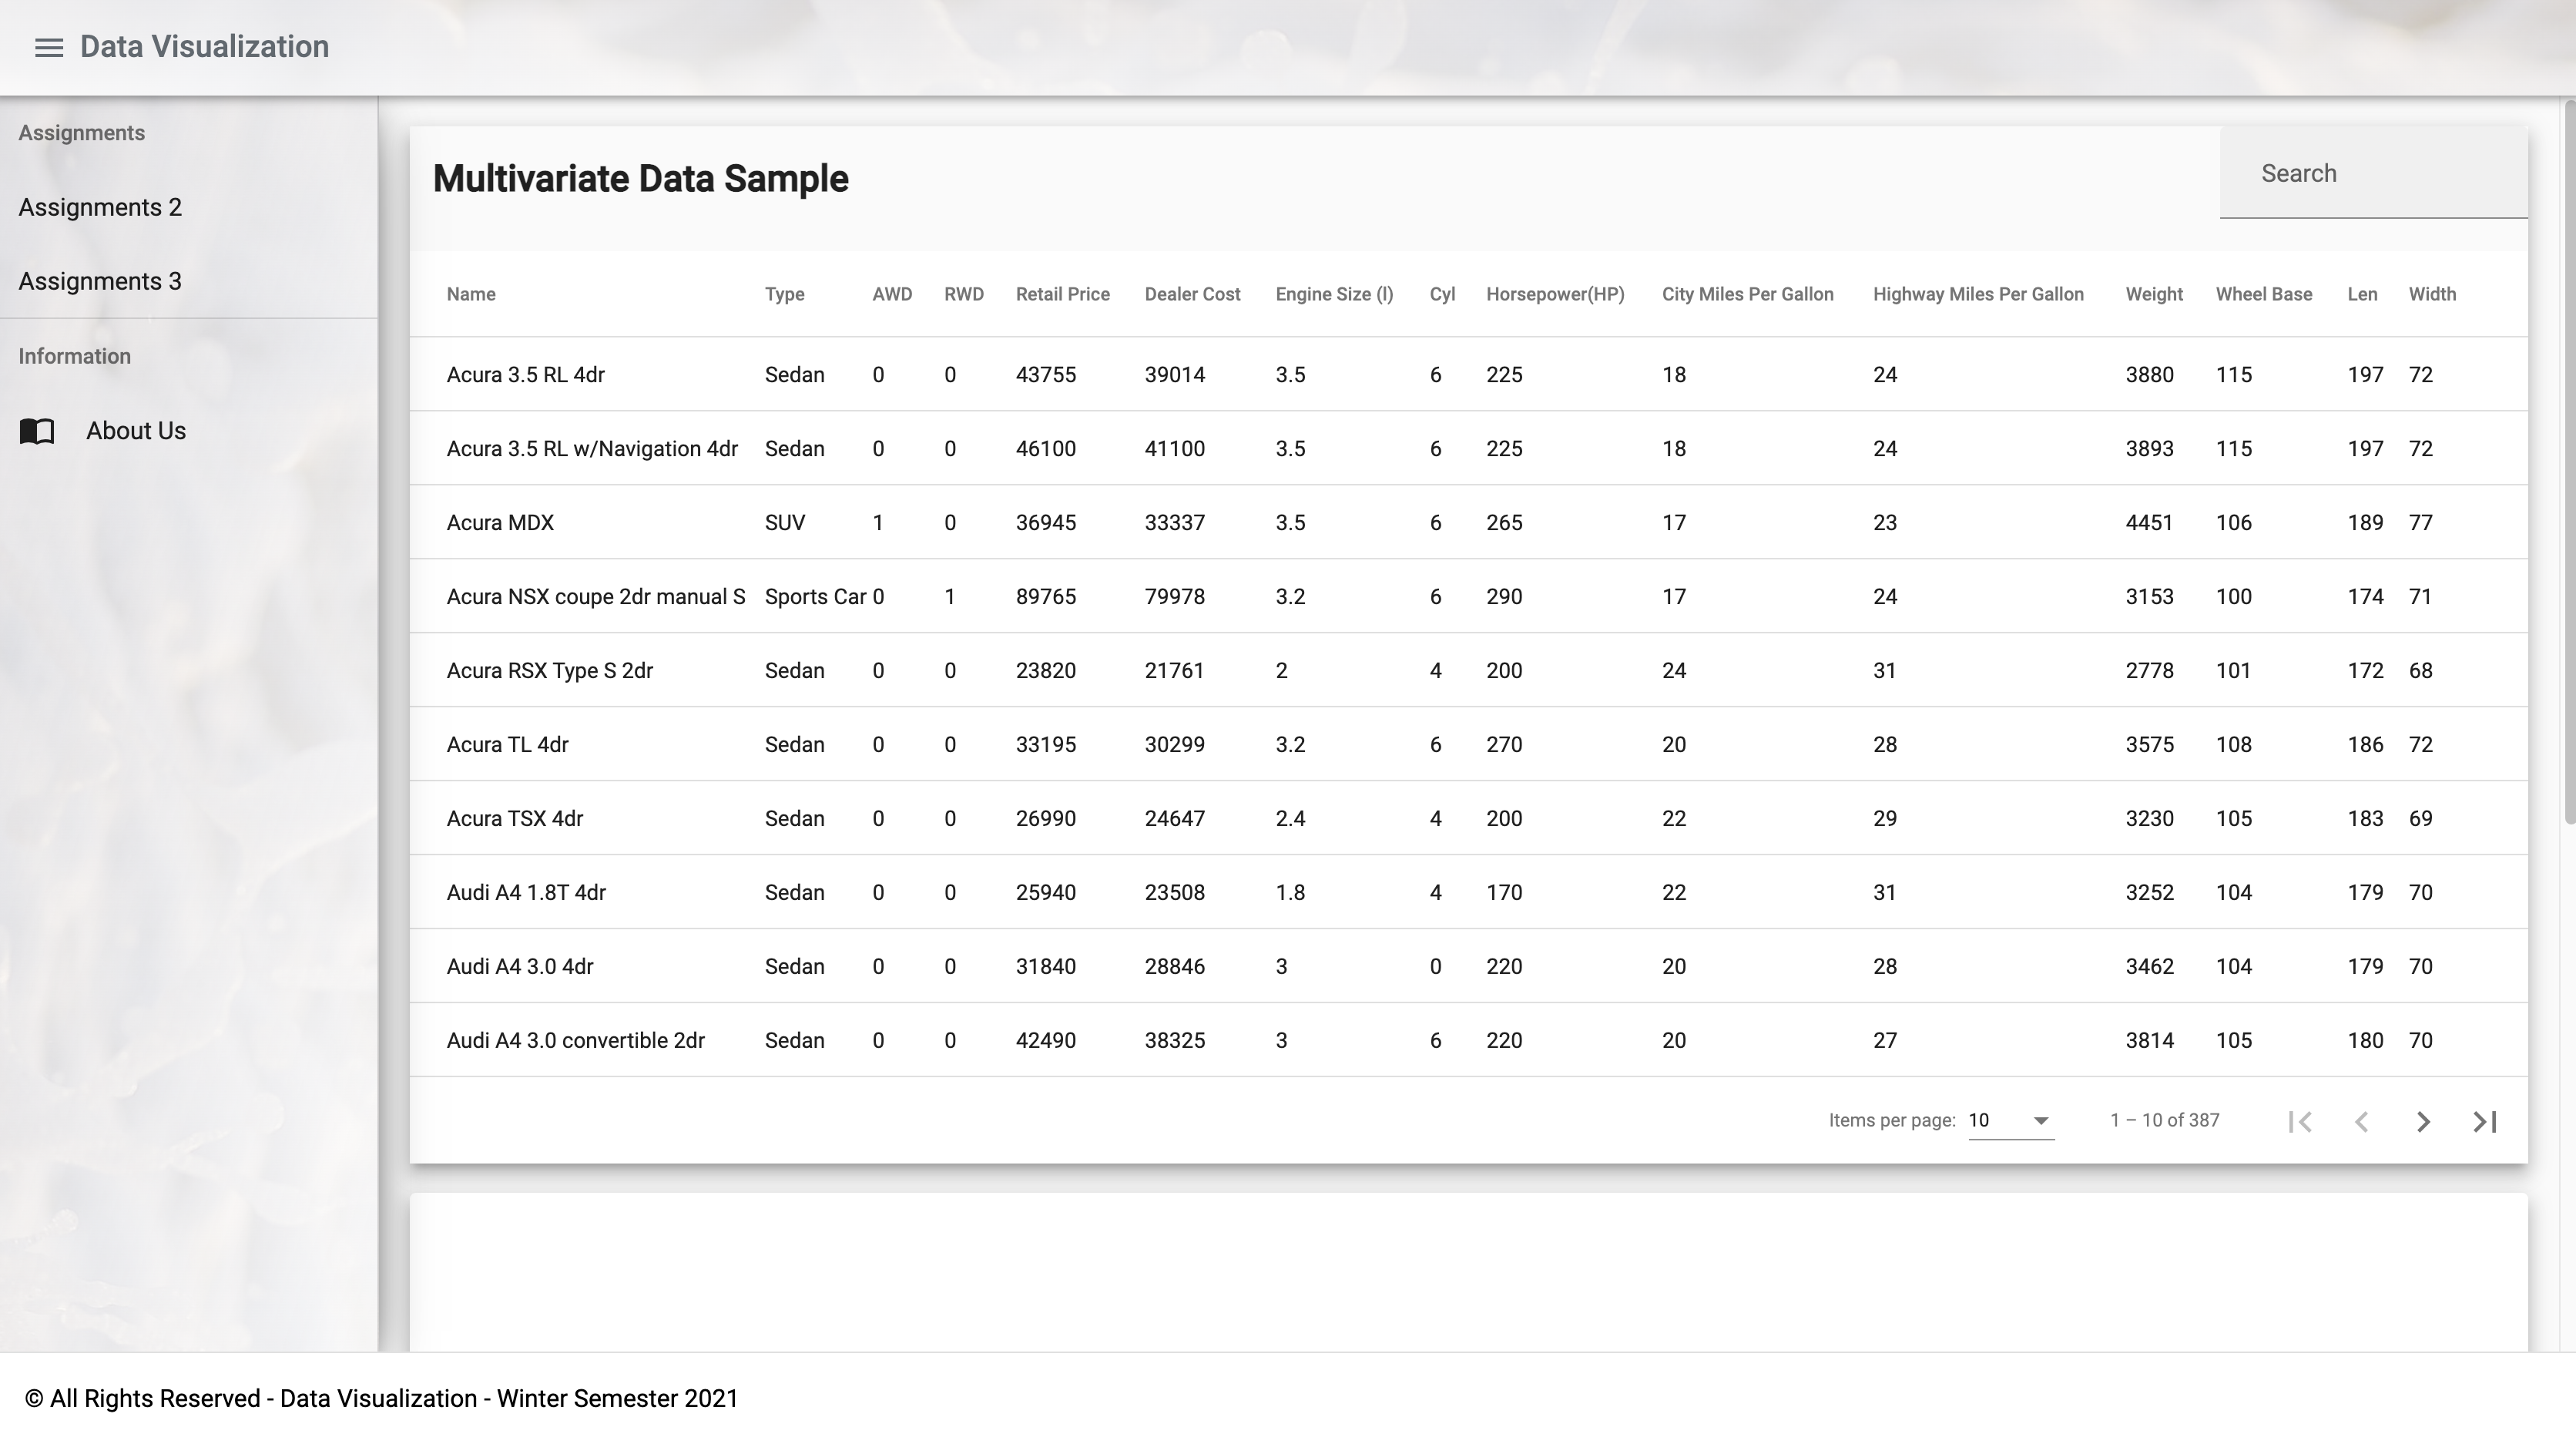 Data Visualization
Assignments
Assignments 2
Assignments 3
Information
About Us
Multivariate Data Sample
Search
Name Type AWD RWD Retail Price Dealer Cost Engine Size (l) Cyl Horsepower(HP) City Miles Per Gallon Highway Miles Per Gallon Weight Wheel Base Len Width
Acura 3.5 RL 4dr Sedan 0 0 43755 39014 3.5 6 225 18 24 3880 115 197 72
Acura 3.5 RL w/Navigation 4dr Sedan 0 0 46100 41100 3.5 6 225 18 24 3893 115 197 72
Acura MDX SUV 1 0 36945 33337 3.5 6 265 17 23 4451 106 189 77
Acura NSX coupe 2dr manual S Sports Car 0 1 89765 79978 3.2 6 290 17 24 3153 100 174 71
Acura RSX Type S 2dr Sedan 0 0 23820 21761 2 4 200 24 31 2778 101 172 68
Acura TL 4dr Sedan 0 0 33195 30299 3.2 6 270 20 28 3575 108 186 72
Acura TSX 4dr Sedan 0 0 26990 24647 2.4 4 200 22 29 3230 105 183 69
Audi A4 1.8T 4dr Sedan 0 0 25940 23508 1.8 4 170 22 31 3252 104 179 70
Audi A4 3.0 4dr Sedan 0 0 31840 28846 3 0 220 20 28 3462 104 179 70
Audi A4 3.0 convertible 2dr Sedan 0 0 42490 38325 3 6 220 20 27 3814 105 180 70
Items per page: 10 1 – 10 of 387
© All Rights Reserved - Data Visualization - Winter Semester 2021